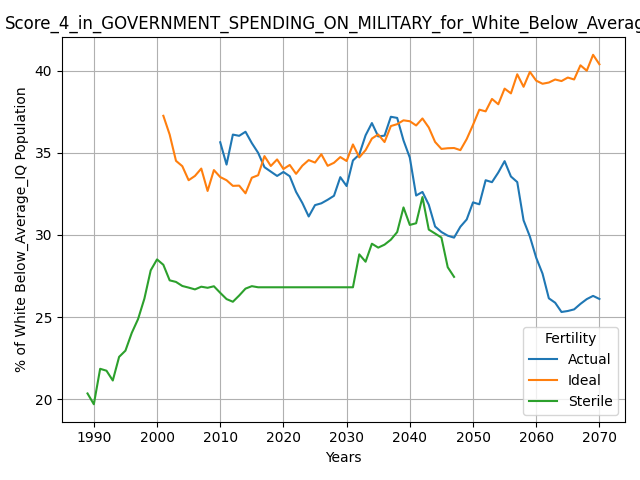 Score_4_in_GOVERNMENT_SPENDING_ON_MILITARY_for_White_Below_Averag
% of White Below_Average_IQ Population
40
35
30
25
20
1990 2000 2010 2020 2030 2040 2050 2060 2070
Years
Fertility
Actual
Ideal
Sterile